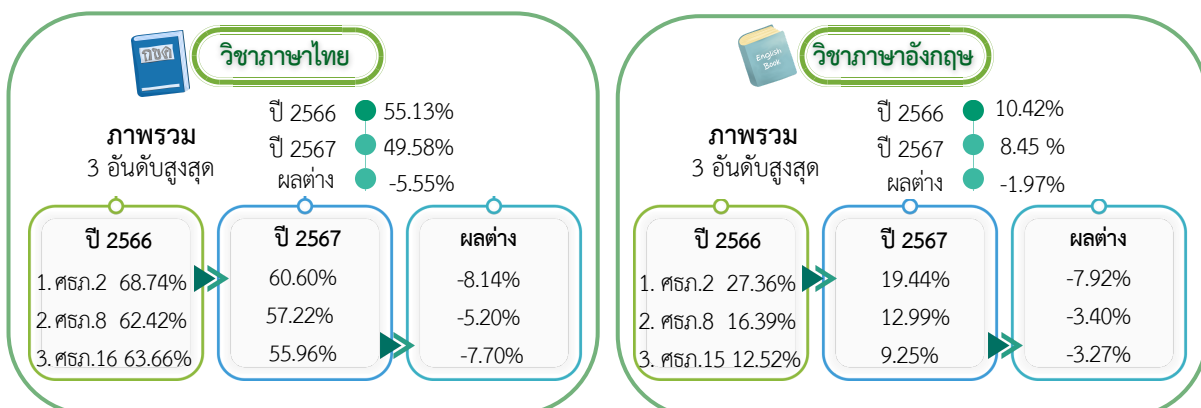 กขค
วิชาภาษาไทย
ภาพรวม
3 อันดับสูงสุด
ปี 2566 55.13%
ปี 2567 49.58%
ผลต่าง -5.55%
ปี 2566
1. ศธภ.2 68.74%
2. ศธภ.8 62.42%
3. ศธภ.16 63.66%
ปี 2567
60.60%
57.22%
55.96%
ผลต่าง
-8.14%
-5.20%
-7.70%
English
Book
วิชาภาษาอังกฤษ
ภาพรวม
3 อันดับสูงสุด
ปี 2566 10.42%
ปี 2567 8.45 %
ผลต่าง -1.97%
ปี 2566
1. ศธภ.2 27.36%
2. ศธภ.8 16.39%
3. ศธภ.15 12.52%
ปี 2567
19.44%
12.99%
9.25%
ผลต่าง
-7.92%
-3.40%
-3.27%